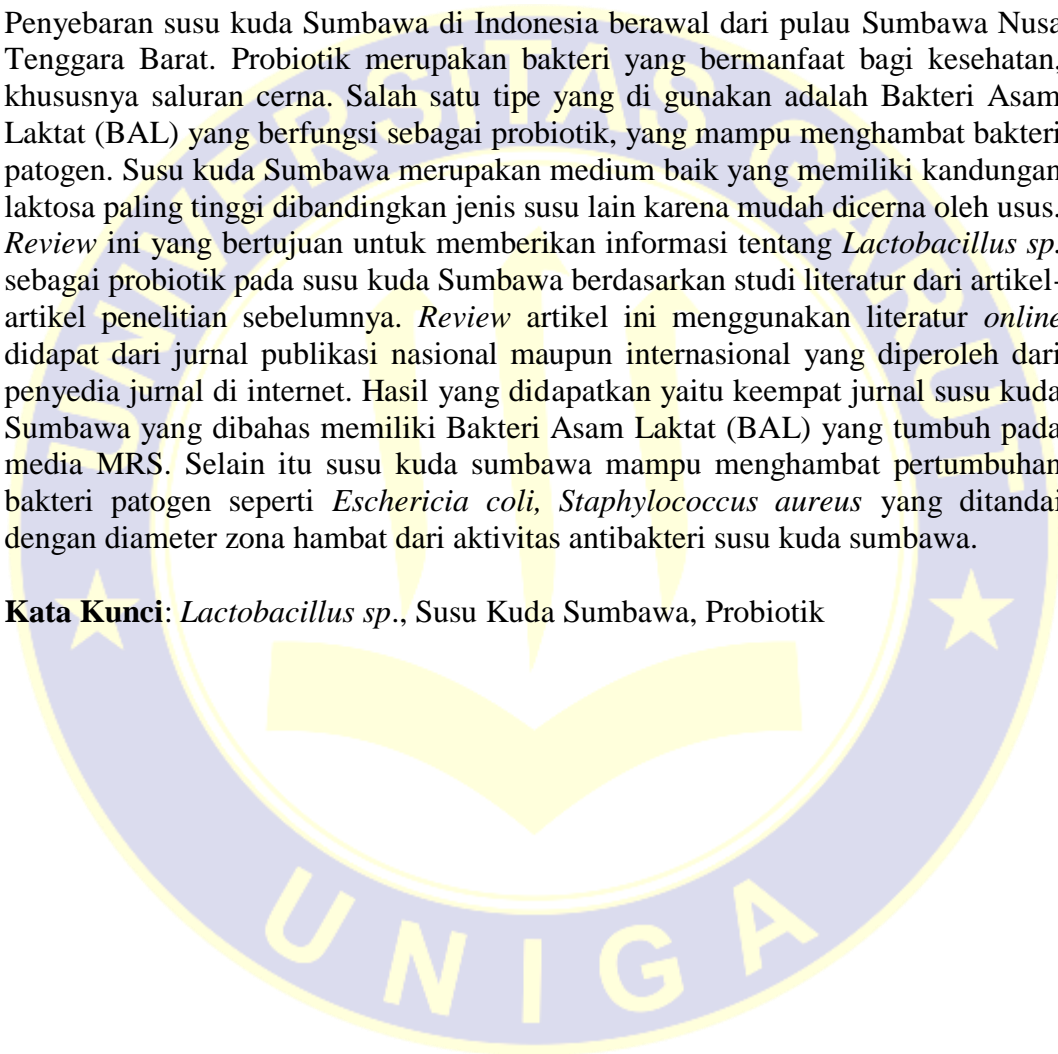 Penyebaran susu kuda Sumbawa di Indonesia berawal dari pulau Sumbawa Nusa
Tenggara Barat. Probiotik merupakan bakteri yang bermanfaat bagi kesehatan,
khususnya saluran cerna. Salah satu tipe yang di gunakan adalah Bakteri Asam
Laktat (BAL) yang berfungsi sebagai probiotik, yang mampu menghambat bakteri
patogen. Susu kuda Sumbawa merupakan medium baik yang memiliki kandungan
laktosa paling tinggi dibandingkan jenis susu lain karena mudah dicerna oleh usus.
Review ini yang bertujuan untuk memberikan informasi tentang Lactobacillus sp.
sebagai probiotik pada susu kuda Sumbawa berdasarkan studi literatur dari artikel-
artikel penelitian sebelumnya. Review artikel ini menggunakan literatur online
didapat dari jurnal publikasi nasional maupun internasional yang diperoleh dari
penyedia jurnal di internet. Hasil yang didapatkan yaitu keempat jurnal susu kuda
Sumbawa yang dibahas memiliki Bakteri Asam Laktat (BAL) yang tumbuh pada
media MRS. Selain itu susu kuda sumbawa mampu menghambat pertumbuhan
bakteri patogen seperti Eschericia coli, Staphylococcus aureus yang ditandai
dengan diameter zona hambat dari aktivitas antibakteri susu kuda sumbawa.
Kata Kunci: Lactobacillus sp., Susu Kuda Sumbawa, Probiotik
UNIVERSITAS GARUT
UNIGA